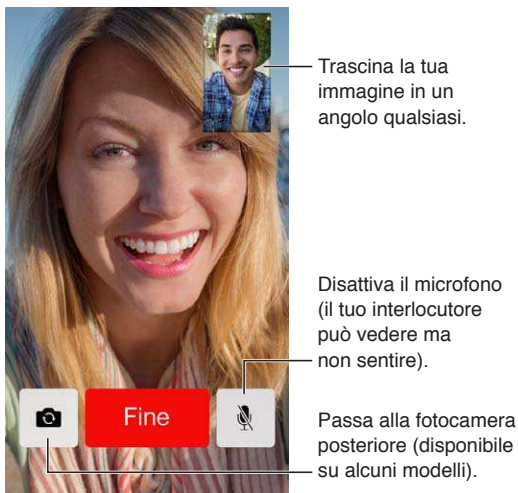 Trascina la tua
immagine in un
angolo qualsiasi.
Disattiva il microfono
(il tuo interlocutore
può vedere ma
non sentire).
Fine
Passa alla fotocamera
posteriore (disponibile
su alcuni modelli).